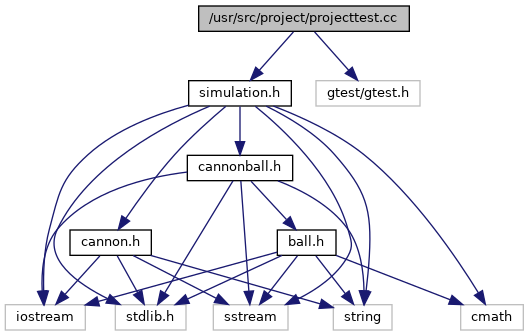 /usr/src/project/projecttest.cc
simulation.h
gtest/gtest.h
cannonball.h
cannon.h
ball.h
iostream
stdlib.h
sstream
string
cmath